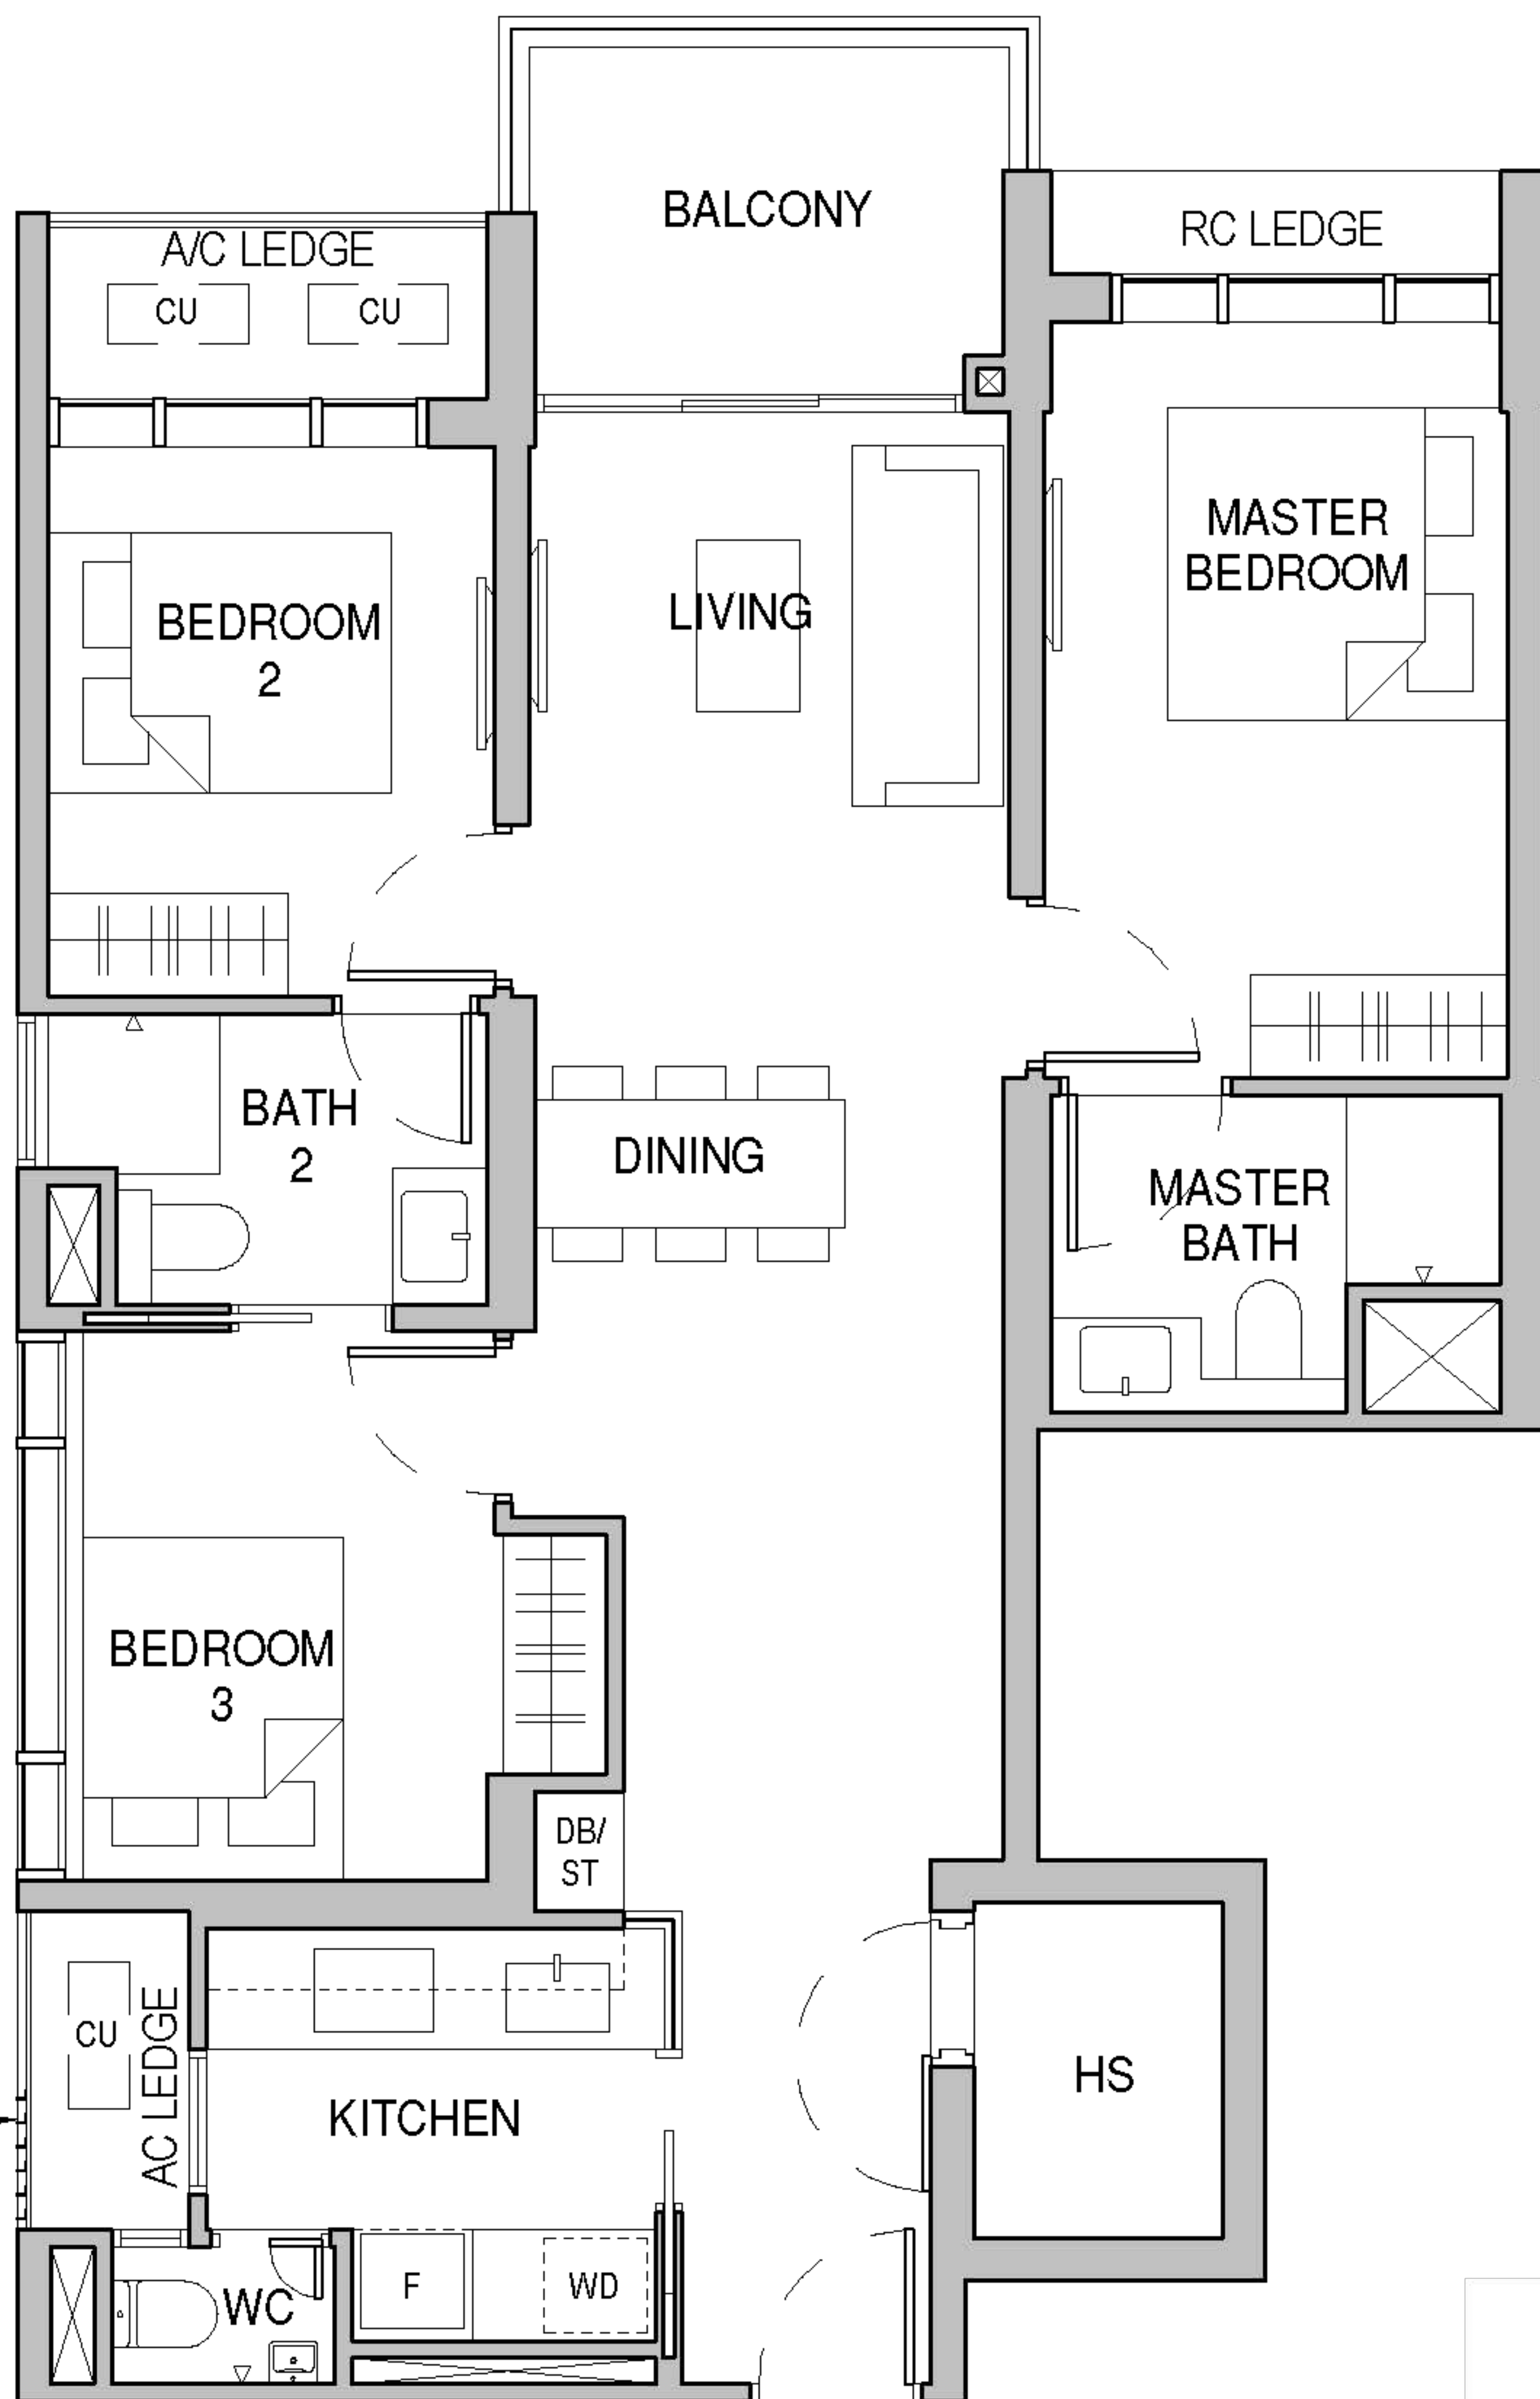 BALCONY
RC LEDGE
A/C LEDGE
CU
CU
MASTER
BEDROOM
BEDROOM
2
LIVING
BATH
2
DINING
MASTER
BATH
BEDROOM
3
DB/
ST
CU
AC LEDGE
HS
KITCHEN
F
WD
WC